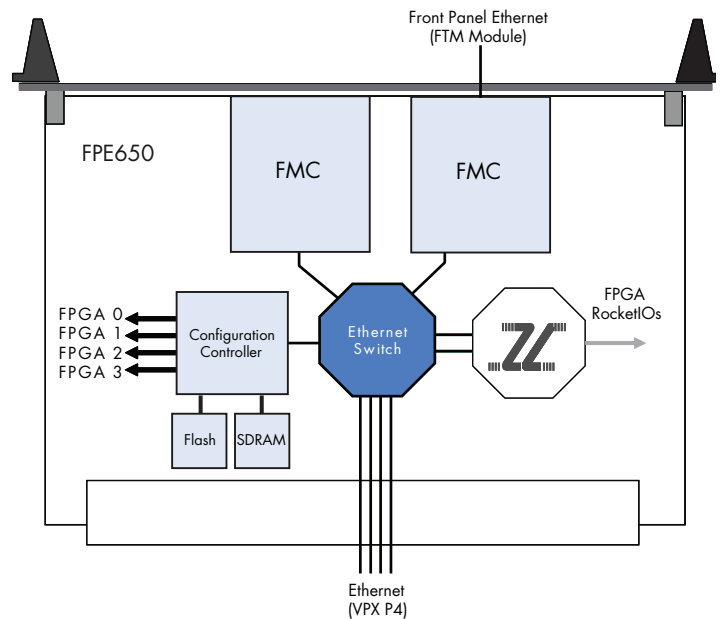 Front Panel Ethernet
(FTM Module)
FPE650
FMC
FMC
FPGA 0
FPGA 1
FPGA 2
FPGA 3
Configuration
Controller
Ethernet
Switch
FPGA
RocketIOs
Flash
SDRAM
Ethernet
(VPX P4)